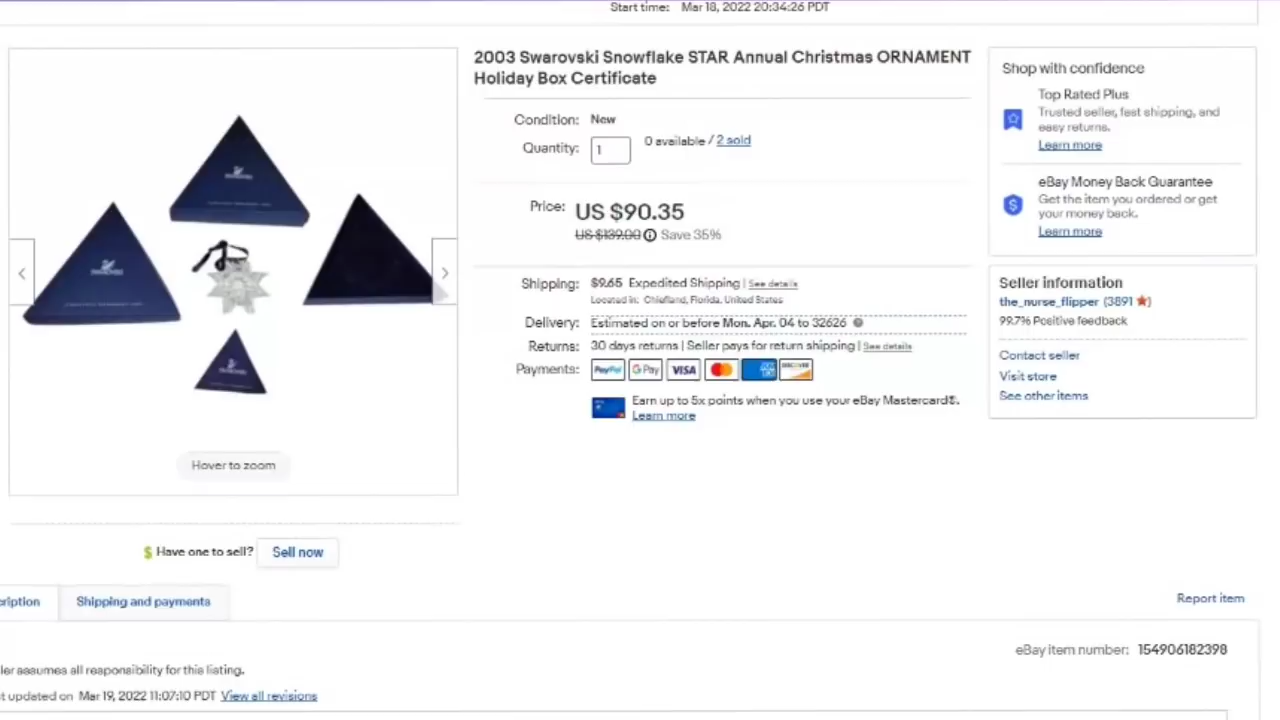 Start time: Mar 18, 2022 20:34:26 PDT
2003 Swarovski Snowflake STAR Annual Christmas ORNAMENT
Holiday Box Certificate
Condition: New
Quantity: 1 0 available / 2 sold
Price: US $90.35
US $139.00 Save 35%
Shipping: $9.65 Expedited Shipping | See details
Located in: Chiefland, Florida, United States
Delivery: Estimated on or before Mon. Apr. 04 to 32626
Returns: 30 days returns | Seller pays for return shipping | See details
Payments: PayPal G Pay VISA DISCOVER
Earn up to 5x points when you use your eBay Mastercard®.
Learn more
Shop with confidence
Top Rated Plus
Trusted seller, fast shipping, and
easy returns.
Learn more
eBay Money Back Guarantee
Get the item you ordered or get
your money back.
Learn more
Seller information
the_nurse_flipper (3891 ★)
99.7% Positive feedback
Contact seller
Visit store
See other items
SWAROVSKI
SWAROVSKI
SWAROVSKI
Hover to zoom
$ Have one to sell? Sell now
cription Shipping and payments
Report item
eBay item number: 154906182398
ler assumes all responsibility for this listing.
t updated on Mar 19, 2022 11:07:10 PDT View all revisions